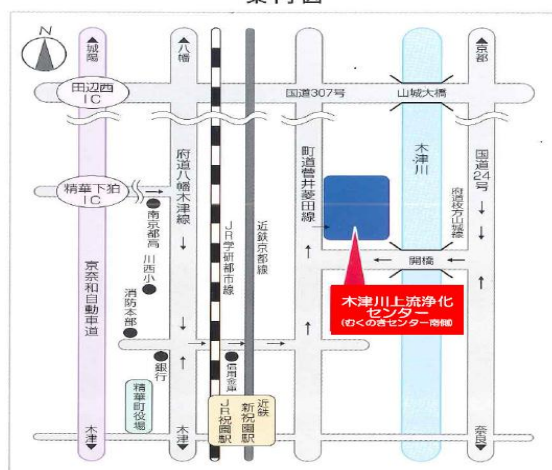 案内図
N
▲城陽
▲八幡
▲京都
田辺西
IC
国道307号
山城大橋
府道八幡木津線
町道菅井菱田線
木津川
国道24号
精華下狛
IC
府道枚方山城線
南京都高
川西小
JR学研都市線
近鉄京都線
開橋
京奈和自動車道
消防本部
木津川上流浄化
センター
(むくのきセンター南側)
銀行
信用金庫
精華町役場
近鉄
新祝園駅
JR祝園駅
木津▼
木津▼
奈良▼